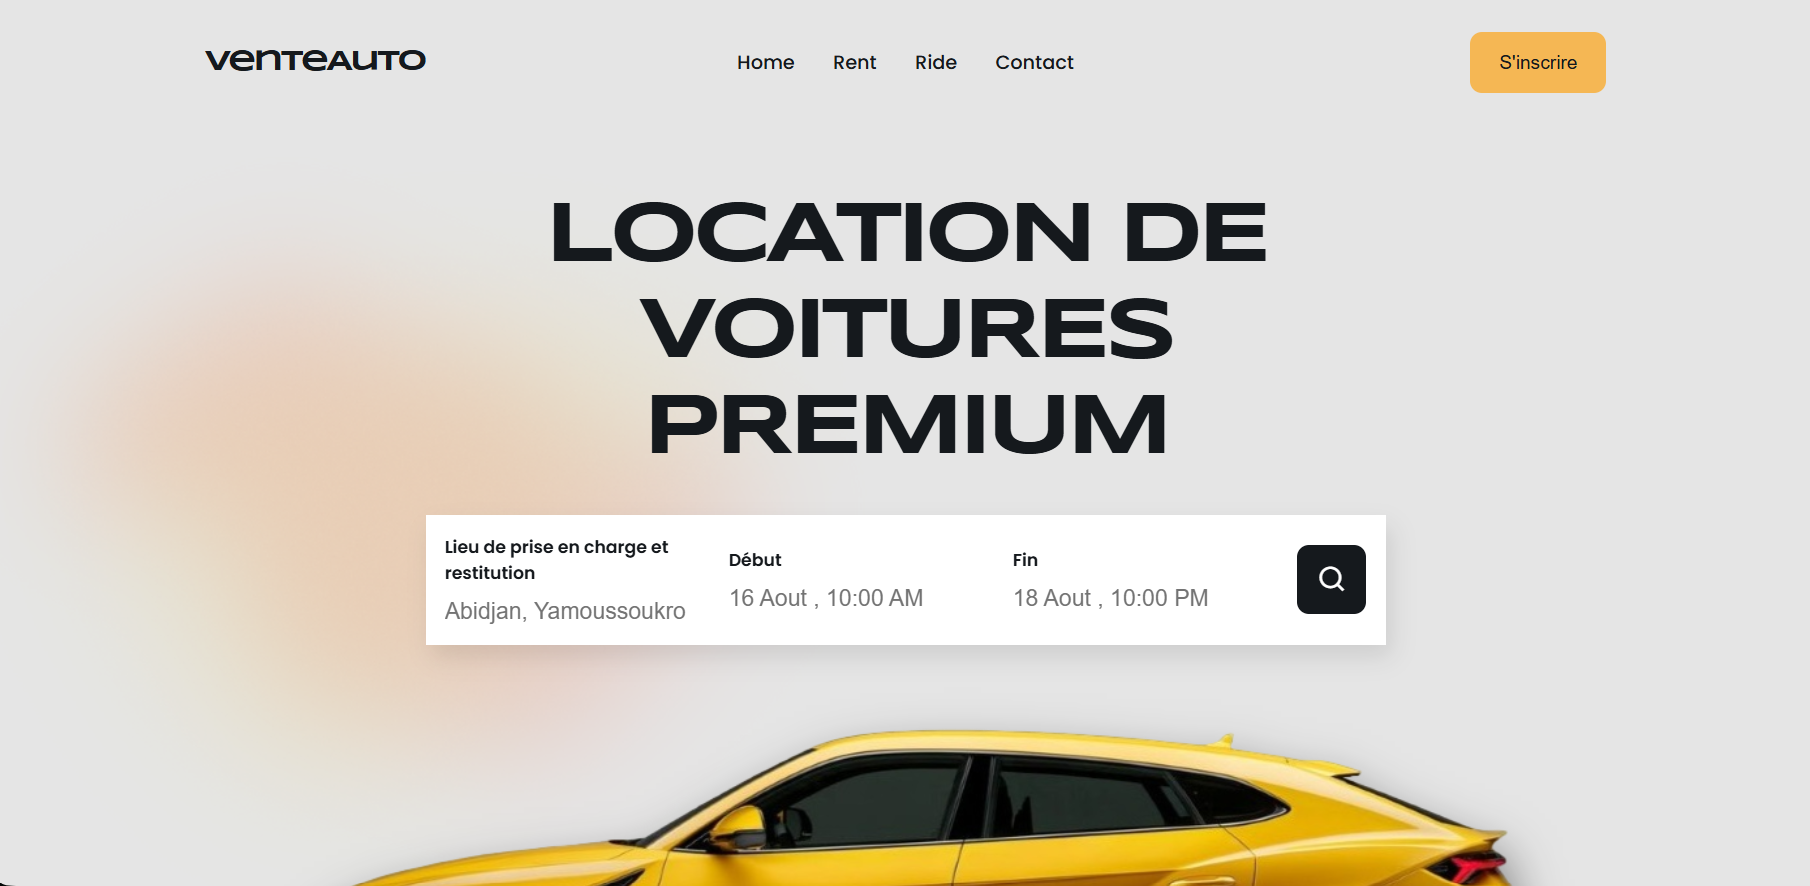 venteauto
Home Rent Ride Contact
S'inscrire
LOCATION DE
VOITURES
PREMIUM
Lieu de prise en charge et
restitution
Abidjan, Yamoussoukro
Début
16 Aout , 10:00 AM
Fin
18 Aout , 10:00 PM